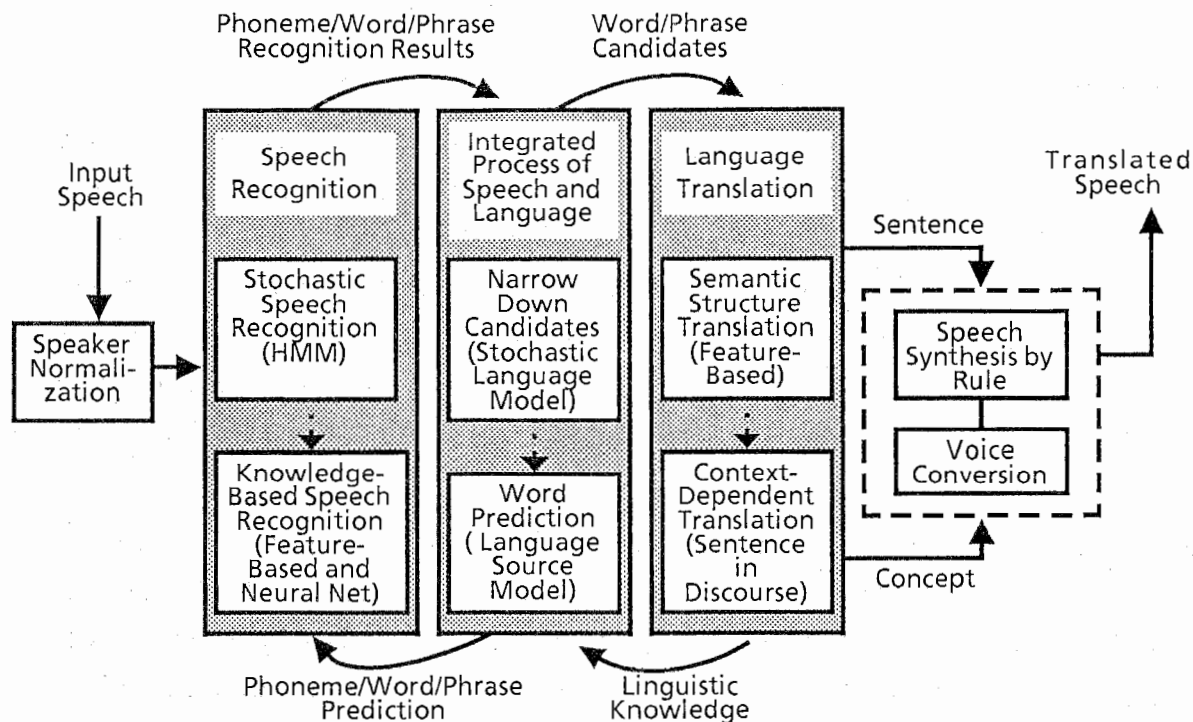 Phoneme/Word/Phrase
Recognition Results
Word/Phrase
Candidates
Input
Speech
Speaker
Normali-
zation
Speech
Recognition
Stochastic
Speech
Recognition
(HMM)
Knowledge-
Based Speech
Recognition
(Feature-
Based and
Neural Net)
Integrated
Process of
Speech and
Language
Narrow
Down
Candidates
(Stochastic
Language
Model)
Word
Prediction
( Language
Source
Model)
Language
Translation
Semantic
Structure
Translation
(Feature-
Based)
Context-
Dependent
Translation
(Sentence
in
Discourse)
Sentence
Concept
Speech
Synthesis by
Rule
Voice
Conversion
Translated
Speech
Phoneme/Word/Phrase
Prediction
Linguistic
Knowledge